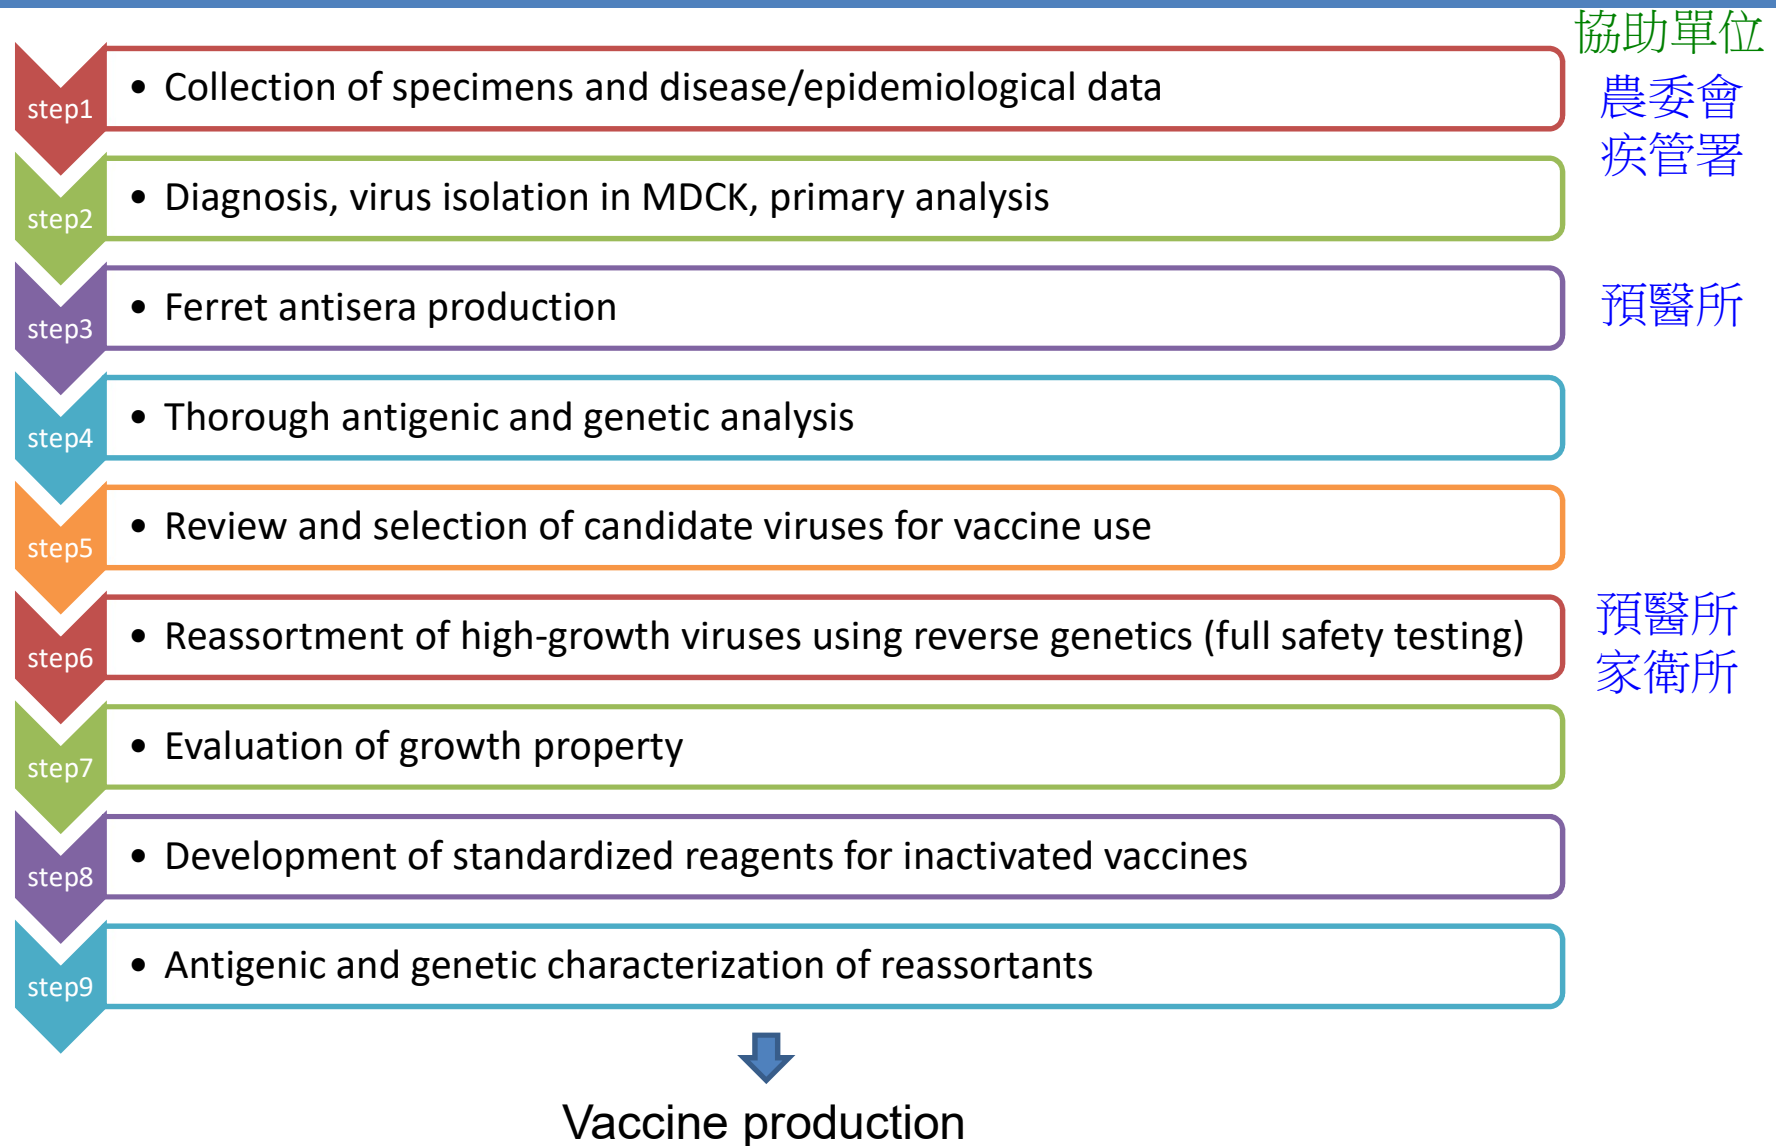 協助單位
step1
• Collection of specimens and disease/epidemiological data
農委會
疾管署
step2
• Diagnosis, virus isolation in MDCK, primary analysis
step3
• Ferret antisera production
預醫所
step4
• Thorough antigenic and genetic analysis
step5
• Review and selection of candidate viruses for vaccine use
step6
• Reassortment of high-growth viruses using reverse genetics (full safety testing)
預醫所
家衛所
step7
• Evaluation of growth property
step8
• Development of standardized reagents for inactivated vaccines
step9
• Antigenic and genetic characterization of reassortants
Vaccine production